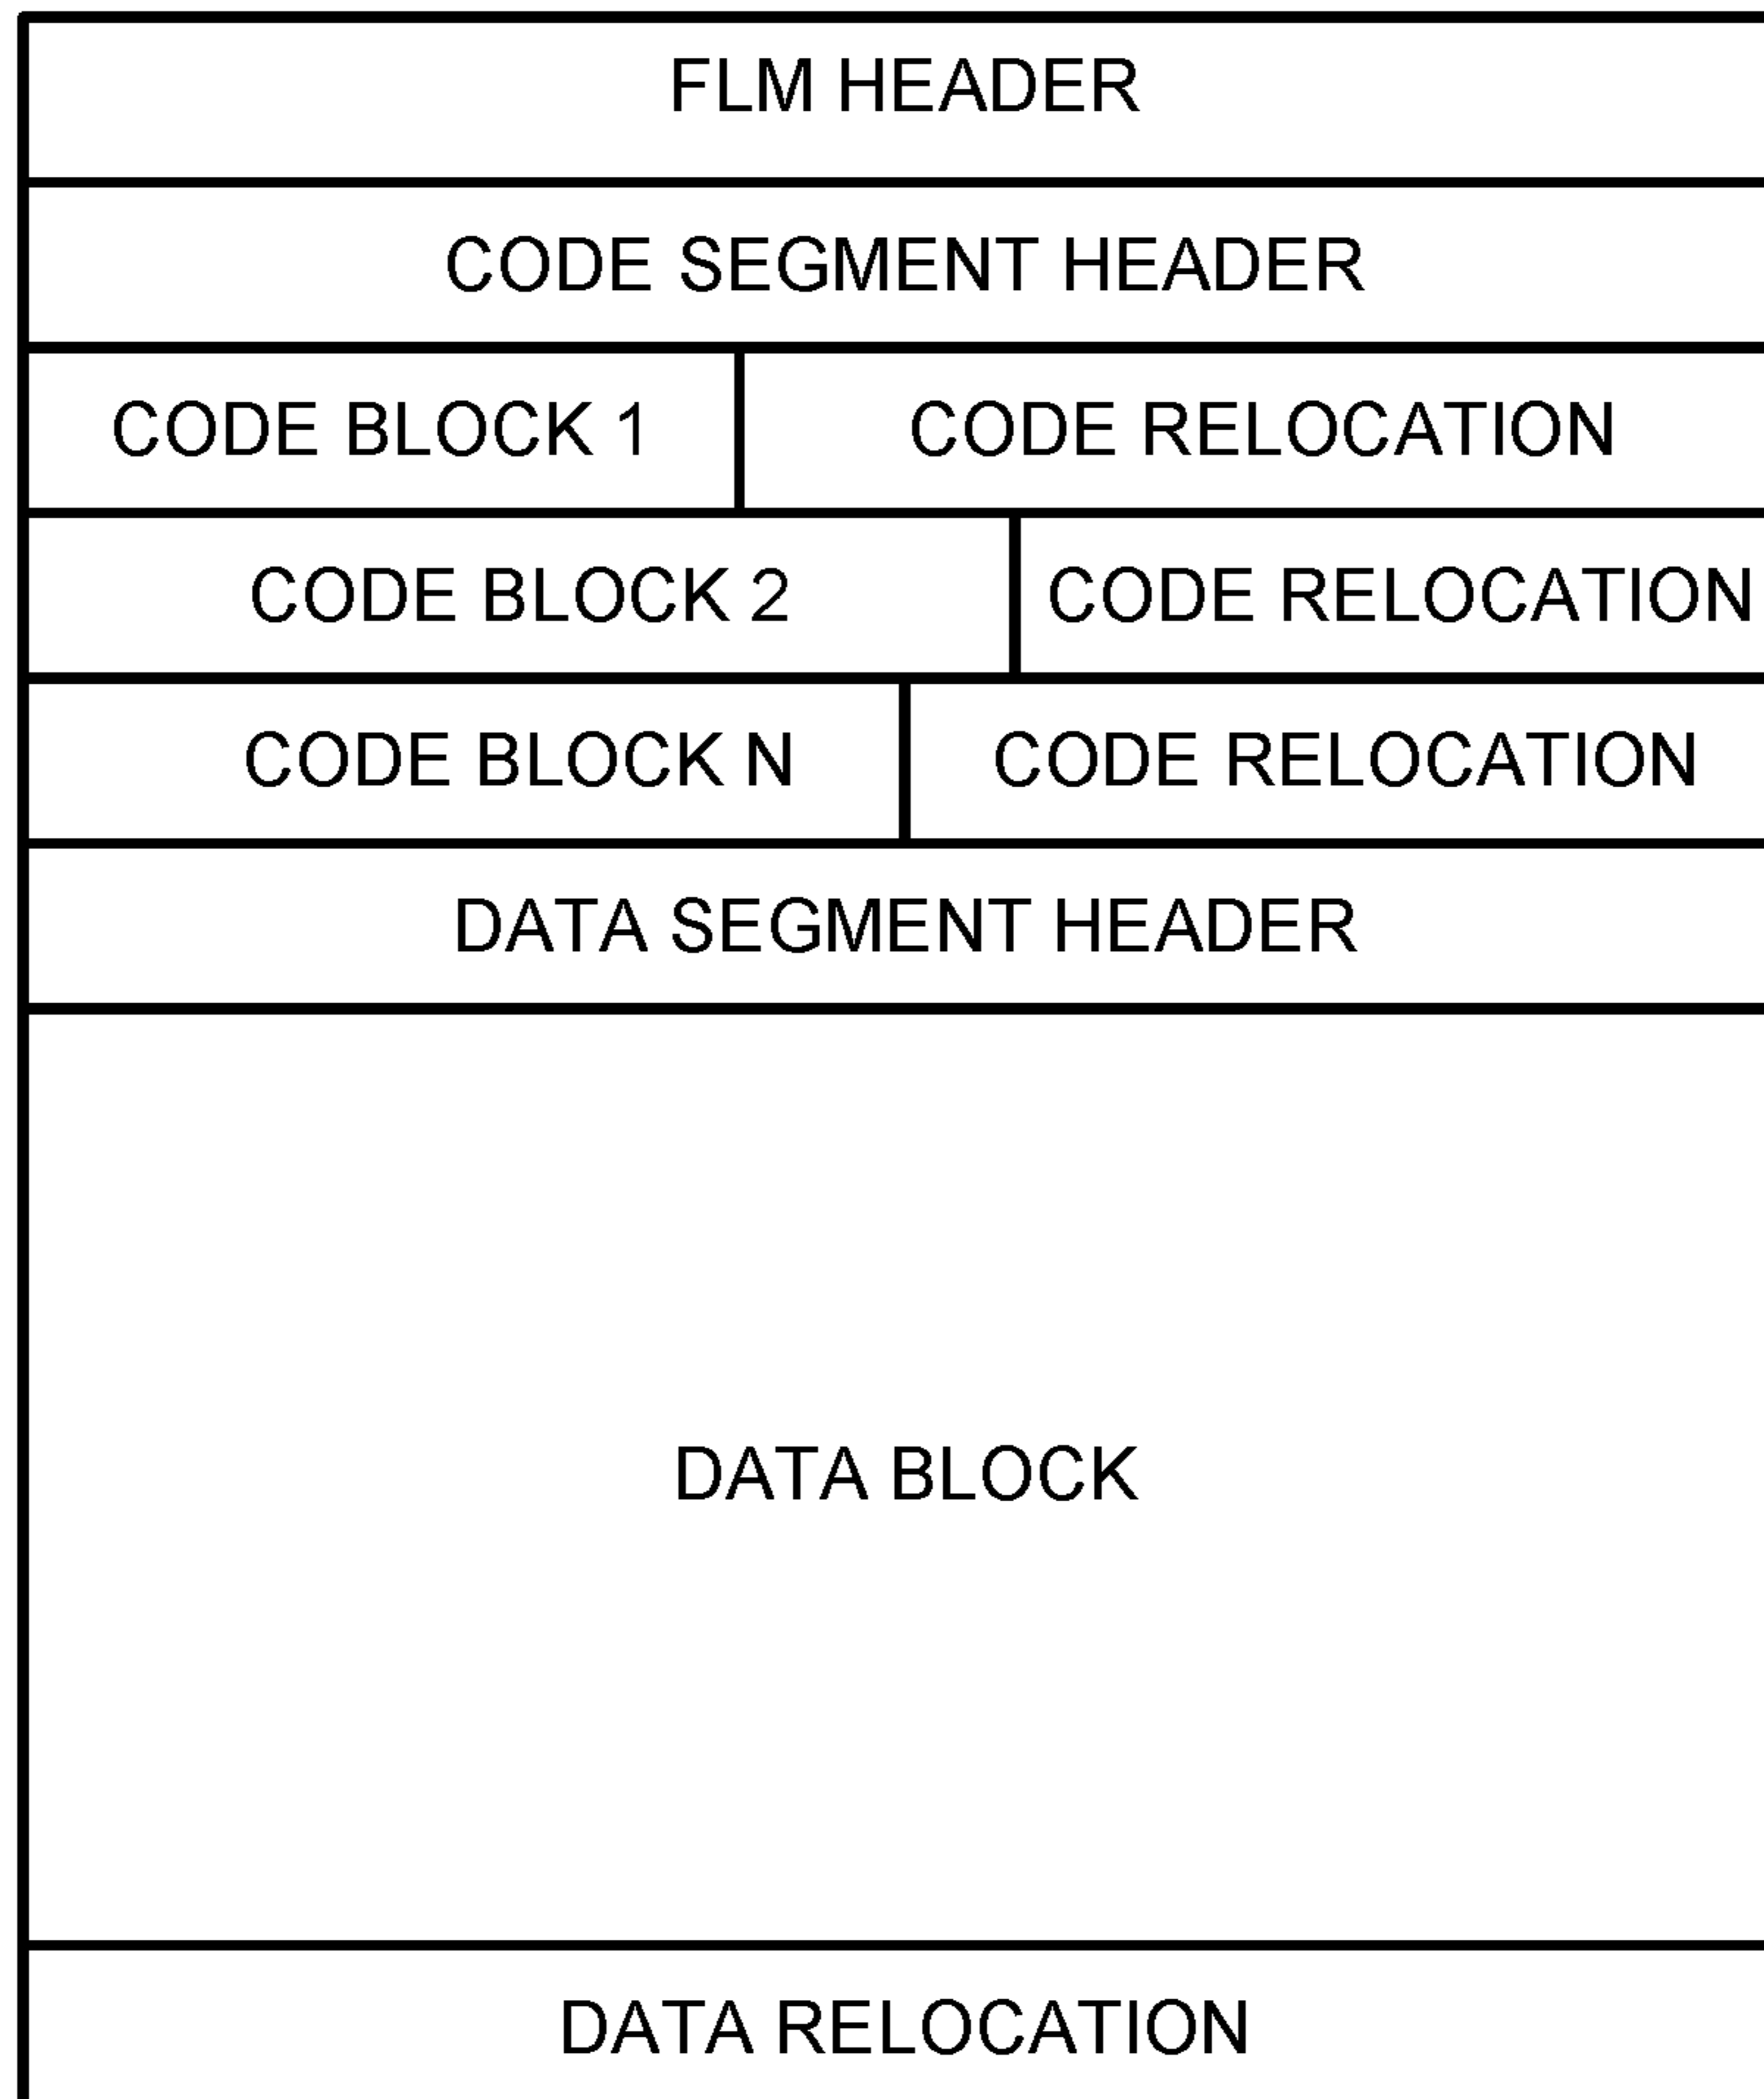 FLM HEADER
CODE SEGMENT HEADER
CODE BLOCK 1 CODE RELOCATION
CODE BLOCK 2 CODE RELOCATION
CODE BLOCK N CODE RELOCATION
DATA SEGMENT HEADER
DATA BLOCK
DATA RELOCATION